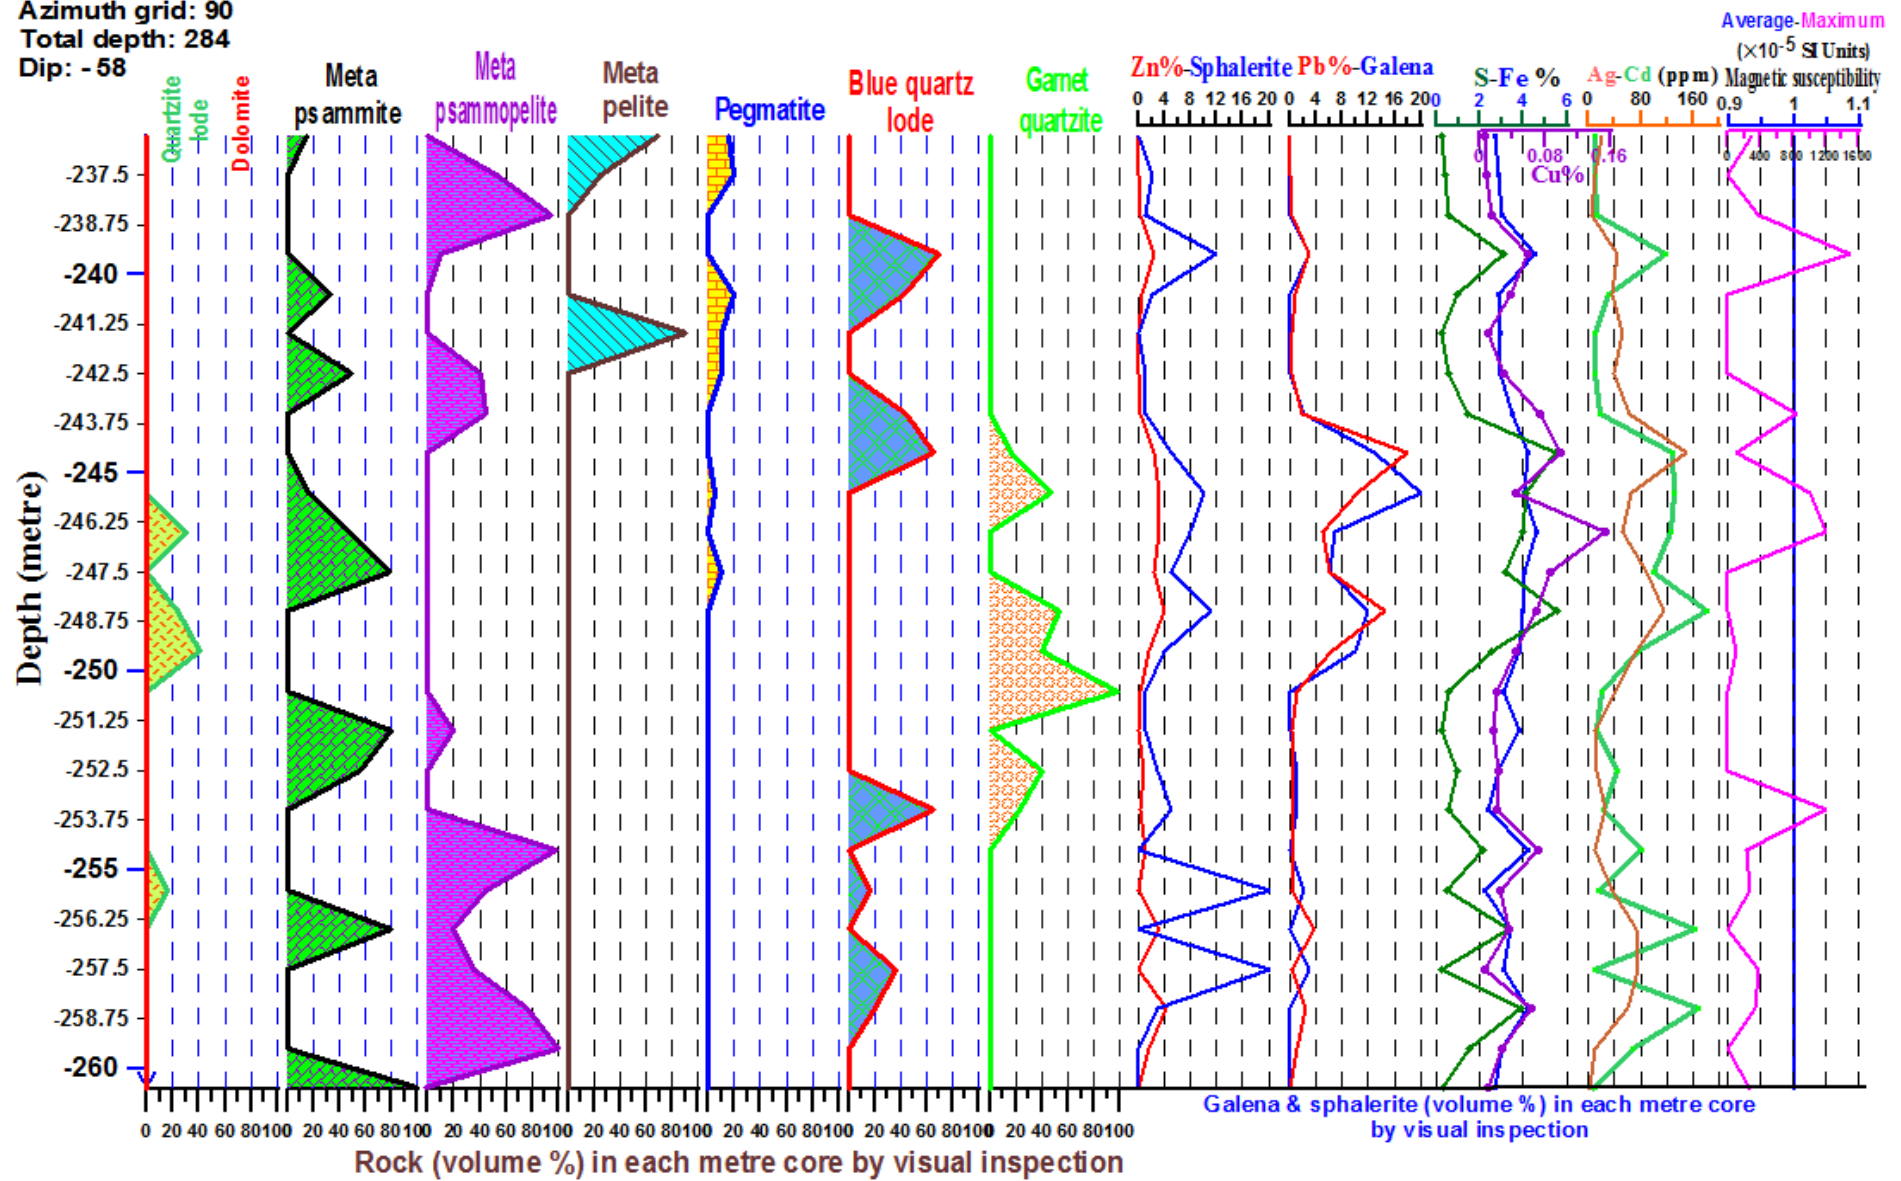 Azimuth grid: 90
Total depth: 284
Dip: - 58
Quartzite
lode
Dolomite
Meta
psammite
Meta
psammopelite
Meta
pelite
Pegmatite
Blue quartz
lode
Garnet
quartzite
Zn%-Sphalerite
0 4 8 12 16 20
Pb%-Galena
0 4 8 12 16 20
S-Fe %
0 2 4 6
0 0.08 0.16
Cu%
Ag-Cd (ppm)
0 80 160
Average-Maximum
(×10-5 SI Units)
Magnetic susceptibility
0.9 1 1.1
0 400 800 1200 1600
Depth (metre)
-237.5
-238.75
-240
-241.25
-242.5
-243.75
-245
-246.25
-247.5
-248.75
-250
-251.25
-252.5
-253.75
-255
-256.25
-257.5
-258.75
-260
0 20 40 60 80 100
0 20 40 60 80 100
0 20 40 60 80 100
0 20 40 60 80 100
0 20 40 60 80 100
0 20 40 60 80 100
0 20 40 60 80 100
Rock (volume %) in each metre core by visual inspection
Galena & sphalerite (volume %) in each metre core
by visual inspection